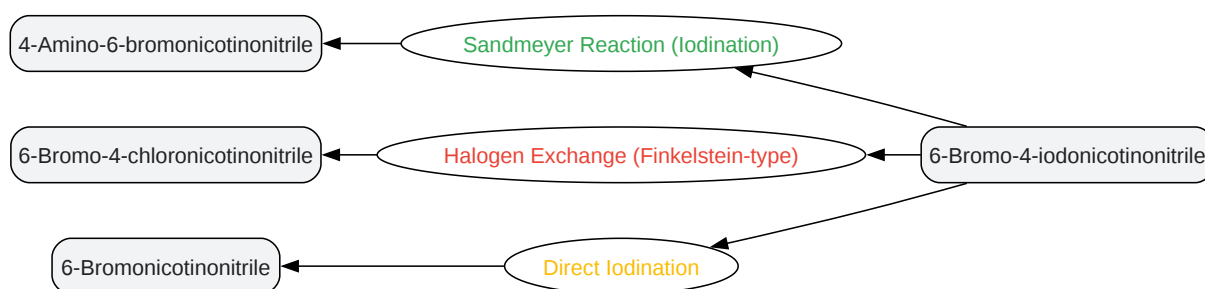 4-Amino-6-bromonicotinonitrile
Sandmeyer Reaction (Iodination)
6-Bromo-4-chloronicotinonitrile
Halogen Exchange (Finkelstein-type)
6-Bromo-4-iodonicotinonitrile
6-Bromonicotinonitrile
Direct Iodination